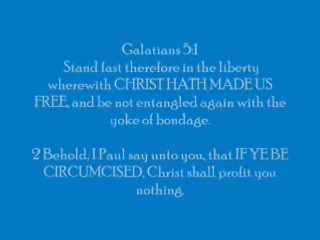 Galatians 5:1
Stand fast therefore in the liberty
wherewith CHRIST HATH MADE US
FREE, and be not entangled again with the
yoke of bondage.
2 Behold, I Paul say unto you, that IF YE BE
CIRCUMCISED, Christ shall profit you
nothing.